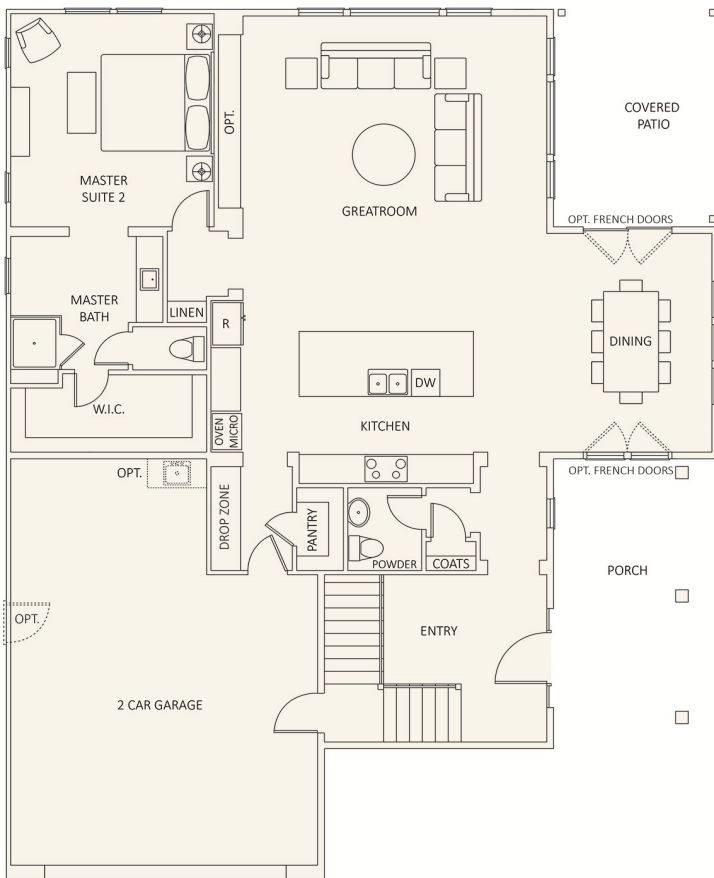 COVERED
PATIO
OPT.
MASTER
SUITE 2
GREATROOM
OPT. FRENCH DOORS
MASTER
BATH
LINEN
R
DINING
DW
W.I.C.
OVEN
MICRO
KITCHEN
OPT.
DROP ZONE
PANTRY
OPT. FRENCH DOORS
POWDER
COATS
PORCH
OPT.
ENTRY
2 CAR GARAGE